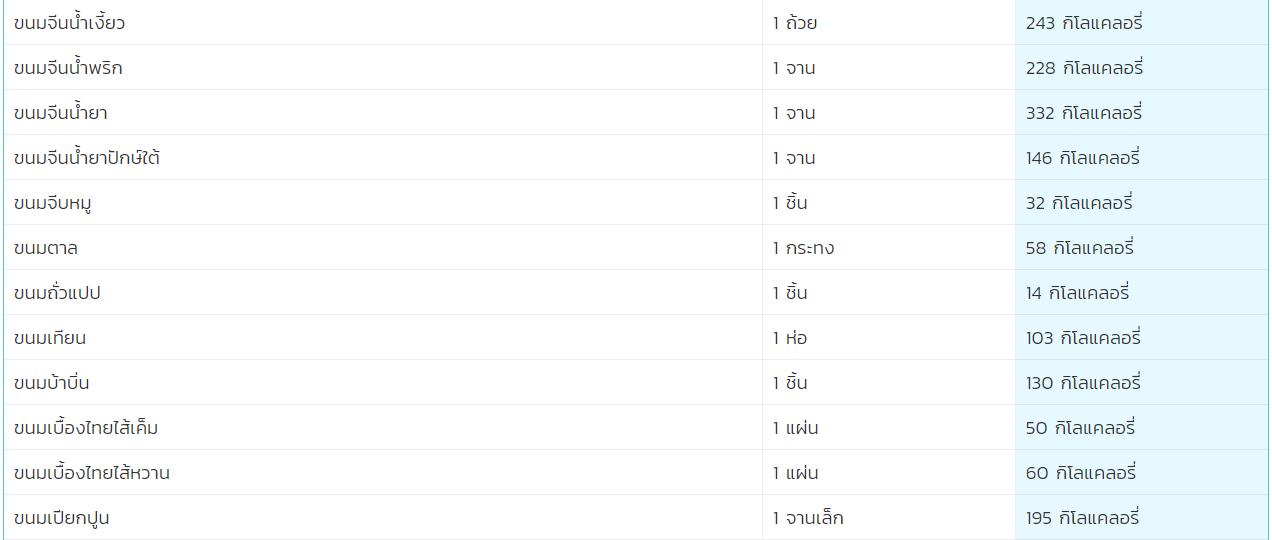 ขนมจีนน้ำเงี้ยว 1 ถ้วย 243 กิโลแคลอรี่
ขนมจีนน้ำพริก 1 จาน 228 กิโลแคลอรี่
ขนมจีนน้ำยา 1 จาน 332 กิโลแคลอรี่
ขนมจีนน้ำยาปักษ์ใต้ 1 จาน 146 กิโลแคลอรี่
ขนมจีบหมู 1 ชิ้น 32 กิโลแคลอรี่
ขนมตาล 1 กระทง 58 กิโลแคลอรี่
ขนมถั่วแปป 1 ชิ้น 14 กิโลแคลอรี่
ขนมเทียน 1 ห่อ 103 กิโลแคลอรี่
ขนมบ้าบิ่น 1 ชิ้น 130 กิโลแคลอรี่
ขนมเบื้องไทยไส้เค็ม 1 แผ่น 50 กิโลแคลอรี่
ขนมเบื้องไทยไส้หวาน 1 แผ่น 60 กิโลแคลอรี่
ขนมเปียกปูน 1 จานเล็ก 195 กิโลแคลอรี่